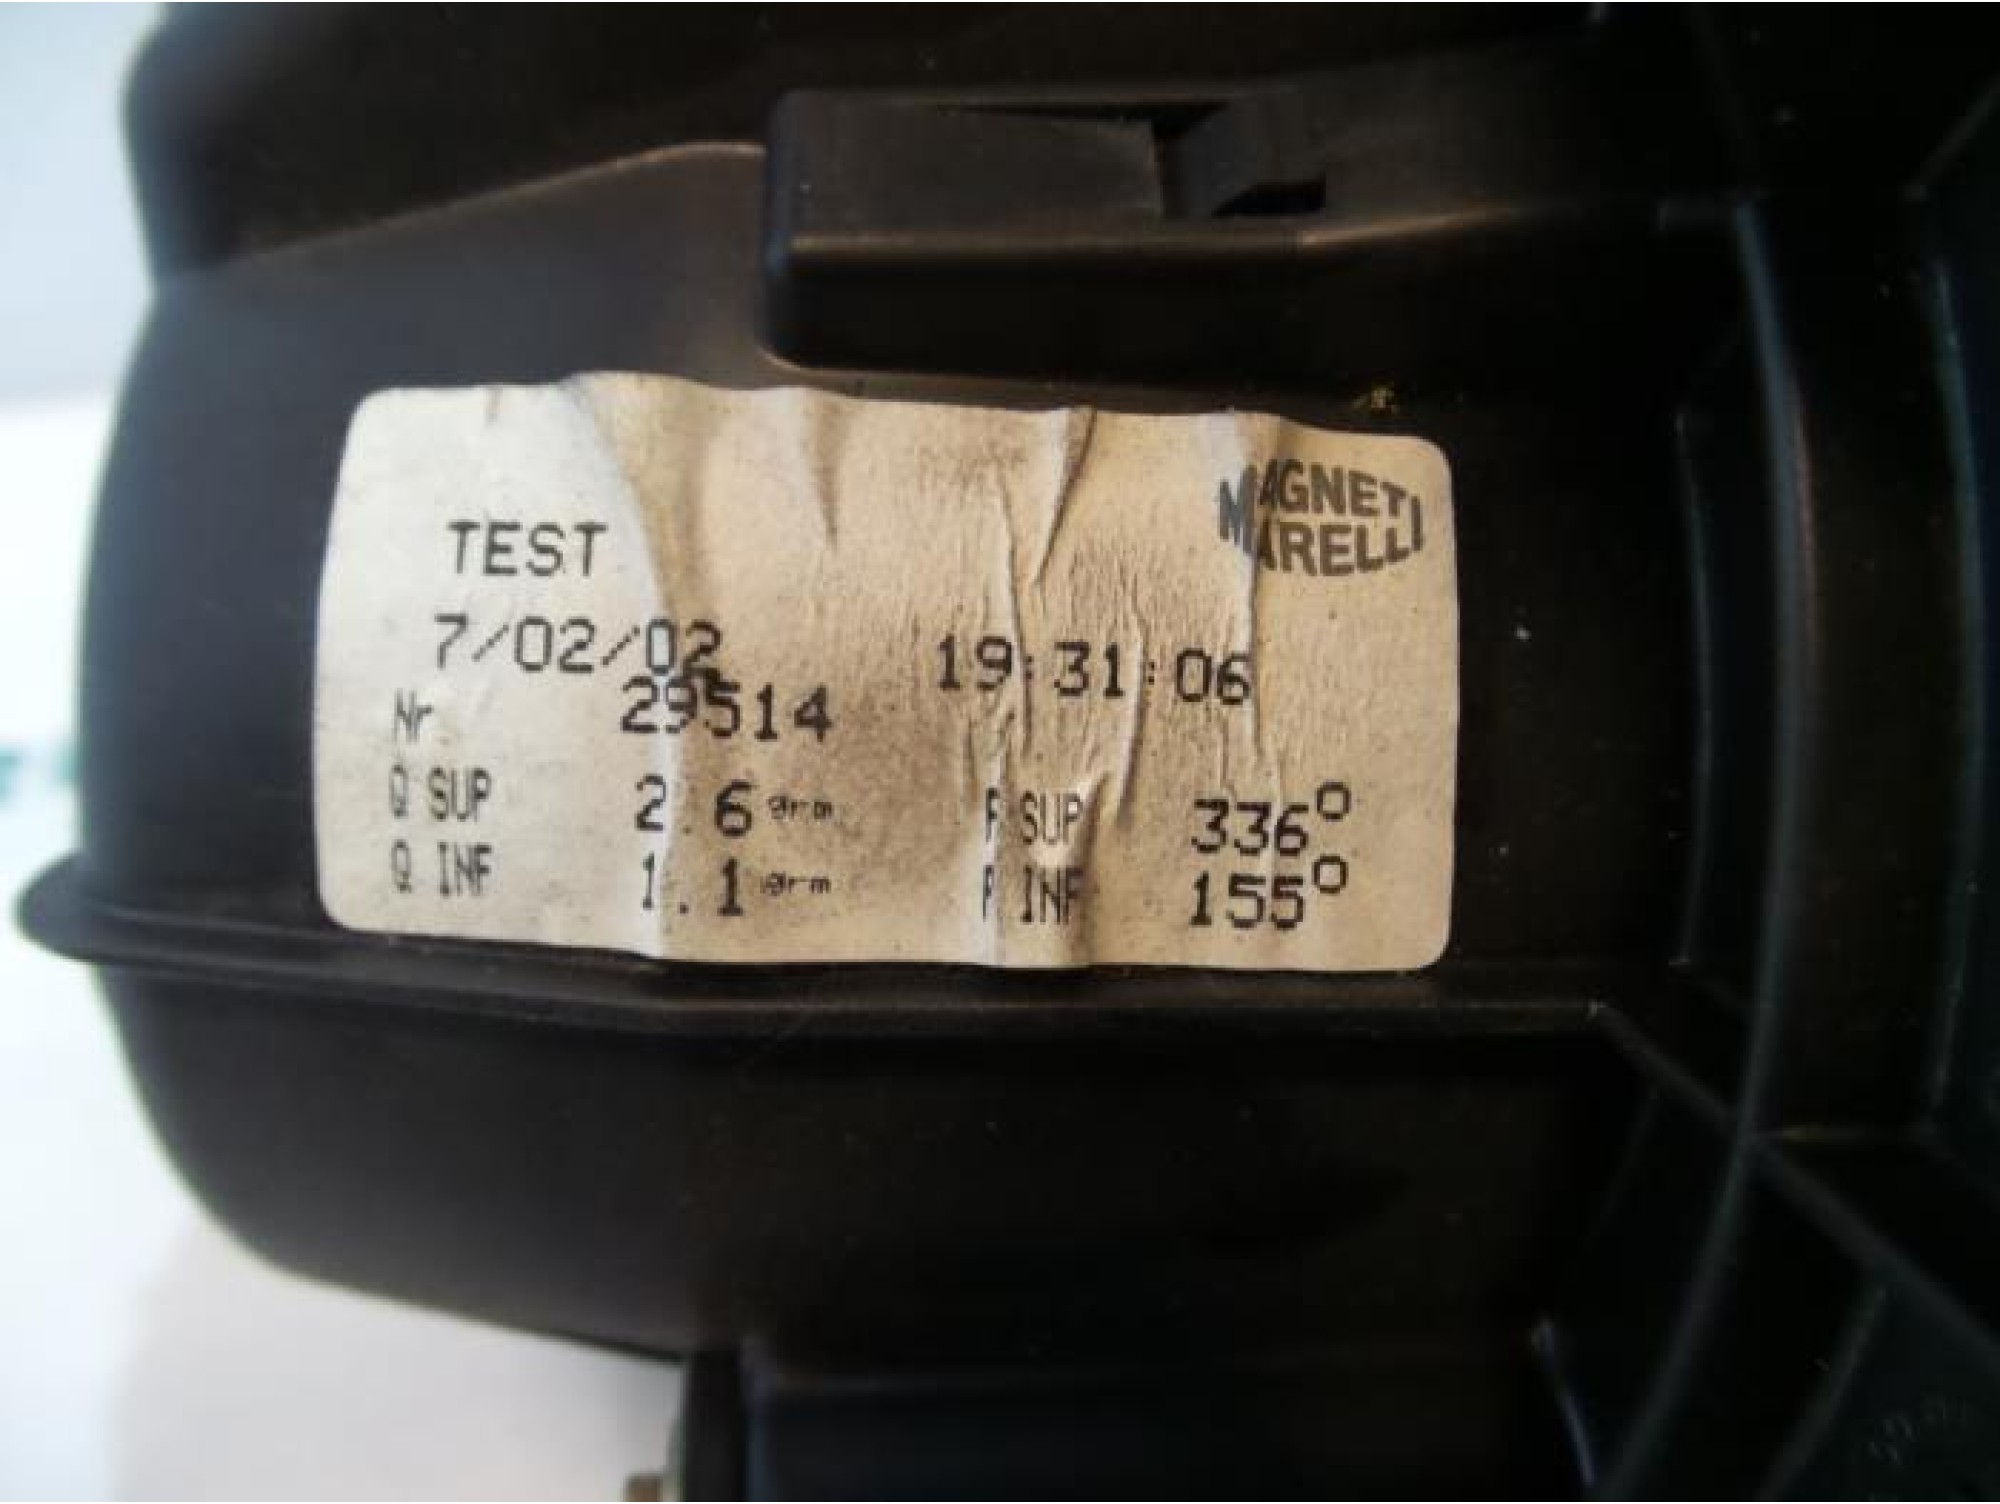 MAGNETI
MARELLI
TEST
7/02/02 19:31:06
Nr 29514
Q SUP 2.6 grm P SUP 336°
Q INF 1.1 grm P INF 155°